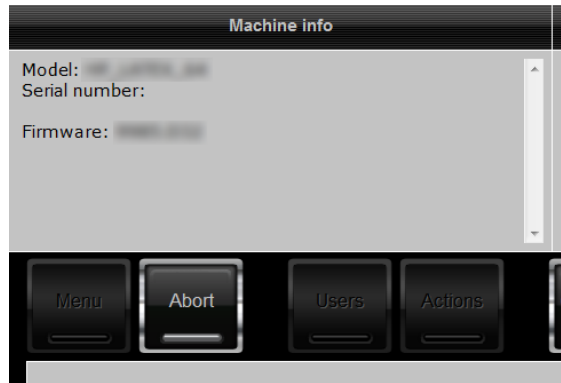 Machine info
Model:
Serial number:
Firmware:
Menu
Abort
Users
Actions